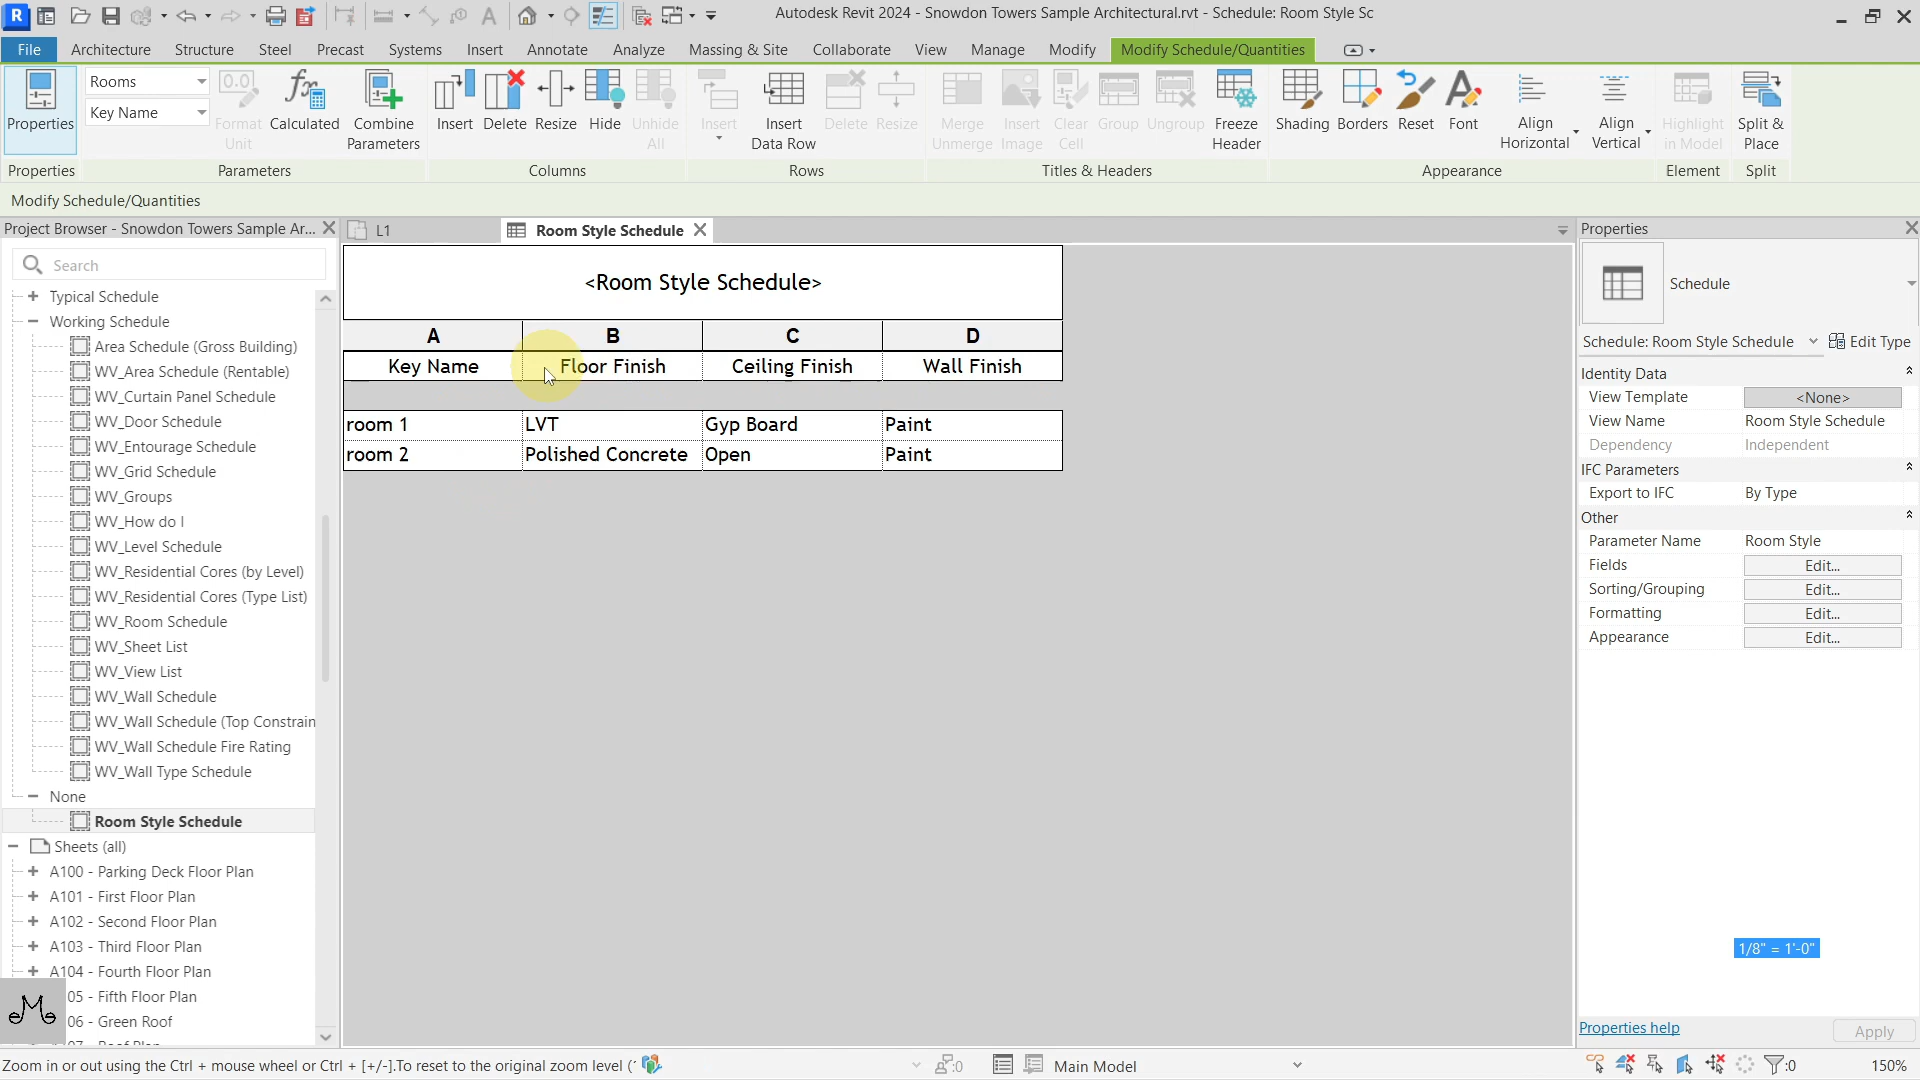 Autodesk Revit 2024 - Snowdon Towers Sample Architectural.rvt - Schedule: Room Style Sc
File Architecture Structure Steel Precast Systems Insert Annotate Analyze Massing & Site Collaborate View Manage Modify Modify Schedule/Quantities
Rooms
Key Name
Properties
Format
Unit
Calculated
Combine
Parameters
Insert
Delete
Resize
Hide
Unhide
All
Insert
Insert
Data Row
Delete
Resize
Merge
Unmerge
Insert
Image
Clear
Cell
Group
Ungroup
Freeze
Header
Shading
Borders
Reset
Font
Align
Horizontal
Align
Vertical
Highlight
in Model
Split &
Place
Properties Parameters Columns Rows Titles & Headers Appearance Element Split
Modify Schedule/Quantities
Project Browser - Snowdon Towers Sample Ar...
Search
Typical Schedule
Working Schedule
Area Schedule (Gross Building)
WV_Area Schedule (Rentable)
WV_Curtain Panel Schedule
WV_Door Schedule
WV_Entourage Schedule
WV_Grid Schedule
WV_Groups
WV_How do I
WV_Level Schedule
WV_Residential Cores (by Level)
WV_Residential Cores (Type List)
WV_Room Schedule
WV_Sheet List
WV_View List
WV_Wall Schedule
WV_Wall Schedule (Top Constrain
WV_Wall Schedule Fire Rating
WV_Wall Type Schedule
None
Room Style Schedule
Sheets (all)
A100 - Parking Deck Floor Plan
A101 - First Floor Plan
A102 - Second Floor Plan
A103 - Third Floor Plan
A104 - Fourth Floor Plan
05 - Fifth Floor Plan
06 - Green Roof
L1
Room Style Schedule
<Room Style Schedule>
A B C D
Key Name Floor Finish Ceiling Finish Wall Finish
room 1 LVT Gyp Board Paint
room 2 Polished Concrete Open Paint
Properties
Schedule
Schedule: Room Style Schedule Edit Type
Identity Data
View Template <None>
View Name Room Style Schedule
Dependency Independent
IFC Parameters
Export to IFC By Type
Other
Parameter Name Room Style
Fields Edit...
Sorting/Grouping Edit...
Formatting Edit...
Appearance Edit...
1/8" = 1'-0"
Properties help Apply
Zoom in or out using the Ctrl + mouse wheel or Ctrl + [+/-].To reset to the original zoom level (
:0
Main Model
:0
150%